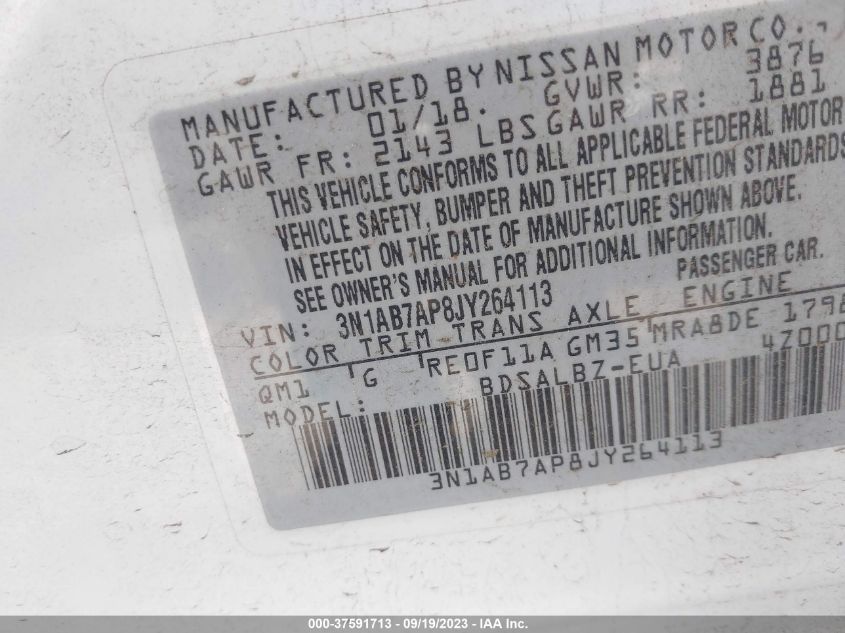 MANUFACTURED BY NISSAN MOTOR CO.,
DATE: 01/18. GVWR: 3876
GAWR FR: 2143 LBS GAWR RR: 1881
THIS VEHICLE CONFORMS TO ALL APPLICABLE FEDERAL MOTOR
VEHICLE SAFETY, BUMPER AND THEFT PREVENTION STANDARDS
IN EFFECT ON THE DATE OF MANUFACTURE SHOWN ABOVE.
SEE OWNER'S MANUAL FOR ADDITIONAL INFORMATION.
VIN: 3N1AB7AP8JY264113 PASSENGER CAR.
COLOR TRIM TRANS AXLE ENGINE
QM1 G RE0F11A GM35 MRA8DE 1798
MODEL: BDSALBZ-EUA 4Z000
3N1AB7AP8JY264113
000-37591713 - 09/19/2023 - IAA Inc.